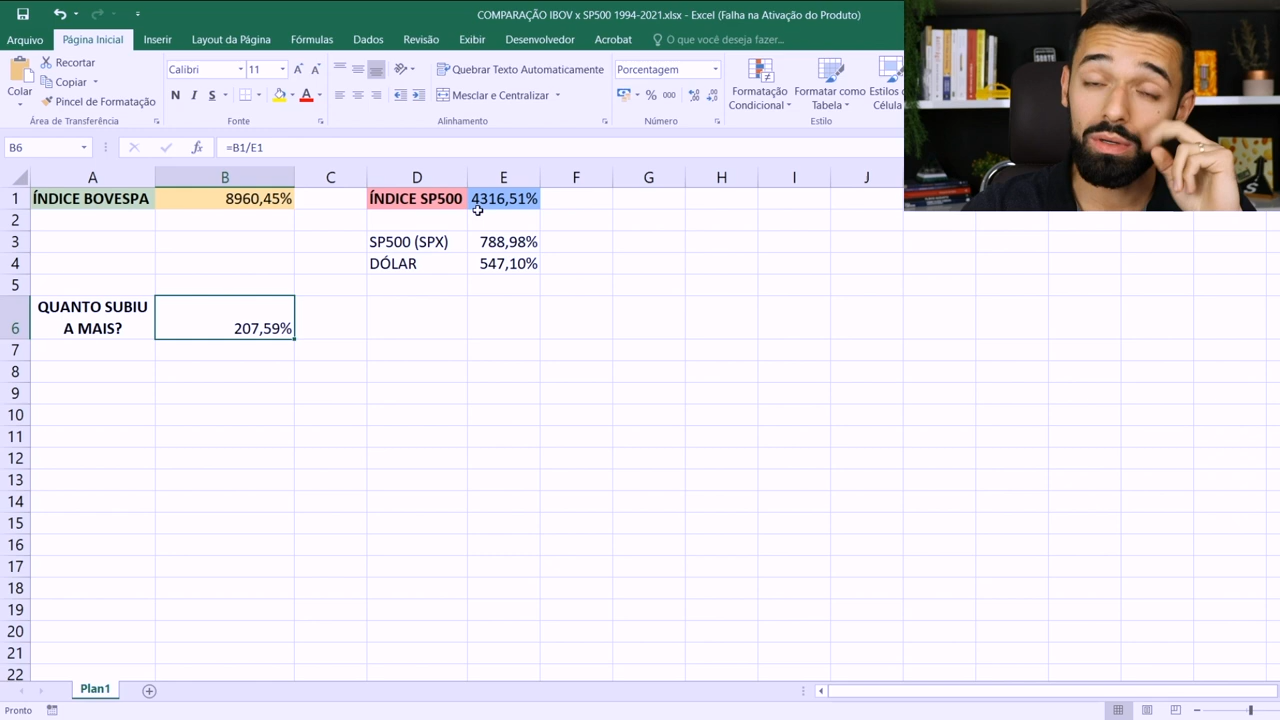 COMPARAÇÃO IBOV x SP500 1994-2021.xlsx - Excel (Falha na Ativação do Produto)
Arquivo Página Inicial Inserir Layout da Página Fórmulas Dados Revisão Exibir Desenvolvedor Acrobat O que você deseja fazer...
Colar
Recortar
Copiar
Pincel de Formatação
Área de Transferência
Calibri 11
N I S
Fonte
Quebrar Texto Automaticamente
Mesclar e Centralizar
Alinhamento
Porcentagem
% 000
Número
Formatação
Condicional
Formatar como
Tabela
Estilos de
Célula
Estilo
B6 fx =B1/E1
A B C D E F G H I J
1 ÍNDICE BOVESPA 8960,45% ÍNDICE SP500 4316,51%
2
3 SP500 (SPX) 788,98%
4 DÓLAR 547,10%
5
QUANTO SUBIU
6 A MAIS? 207,59%
7
8
9
10
11
12
13
14
15
16
17
18
19
20
21
22
Plan1
Pronto